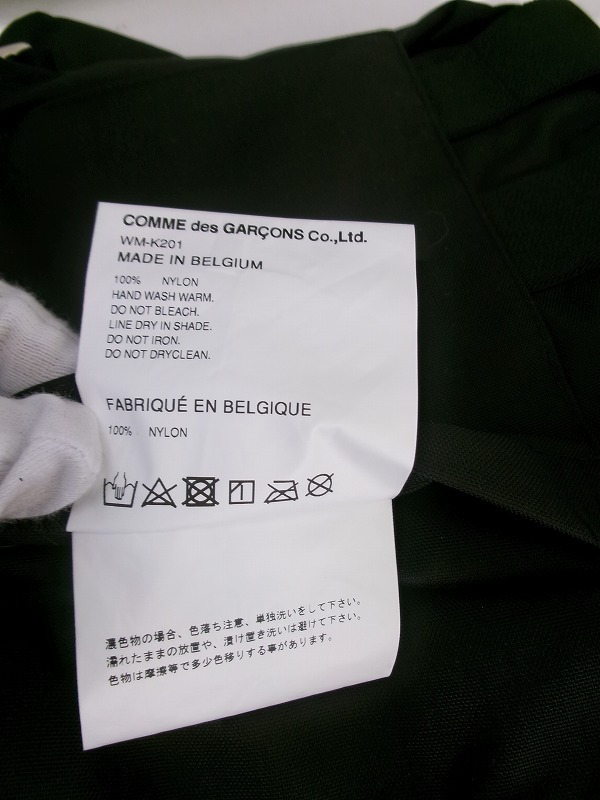 COMME des GARÇONS Co.,Ltd.
WM-K201
MADE IN BELGIUM
100% NYLON
HAND WASH WARM.
DO NOT BLEACH.
LINE DRY IN SHADE.
DO NOT IRON.
DO NOT DRYCLEAN.
FABRIQUÉ EN BELGIQUE
100% NYLON
濃色物の場合、色落ち注意、単独洗いをして下さい。
濡れたままの放置や、漬け置き洗いは避けて下さい。
色物は摩擦等で多少色移りする事があります。